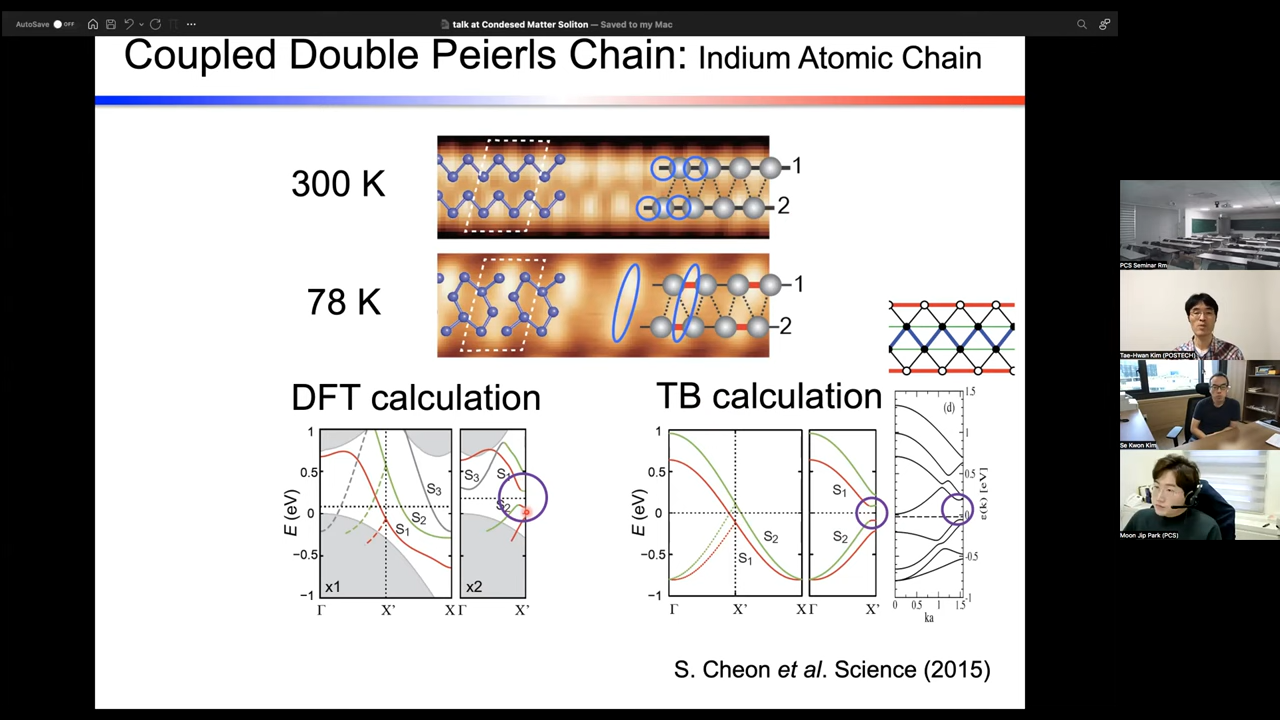 AutoSave OFF
talk at Condesed Matter Soliton — Saved to my Mac
Coupled Double Peierls Chain: Indium Atomic Chain
300 K
1
2
78 K
1
2
DFT calculation
TB calculation
1
0.5
0
−0.5
−1
E (eV)
S3
S2
S1
x1
Γ
X'
X
S3
S1
S2
x2
Γ
X'
1
0.5
0
−0.5
−1
E (eV)
S2
S1
Γ
X'
X
S1
S2
Γ
X'
(d)
1.5
1
0.5
0
-0.5
-1
ε(k) [eV]
0
0.5
1
1.5
ka
S. Cheon et al. Science (2015)
PCS Seminar Rm
Tae-Hwan Kim (POSTECH)
Se Kwon Kim
Moon Jip Park (PCS)